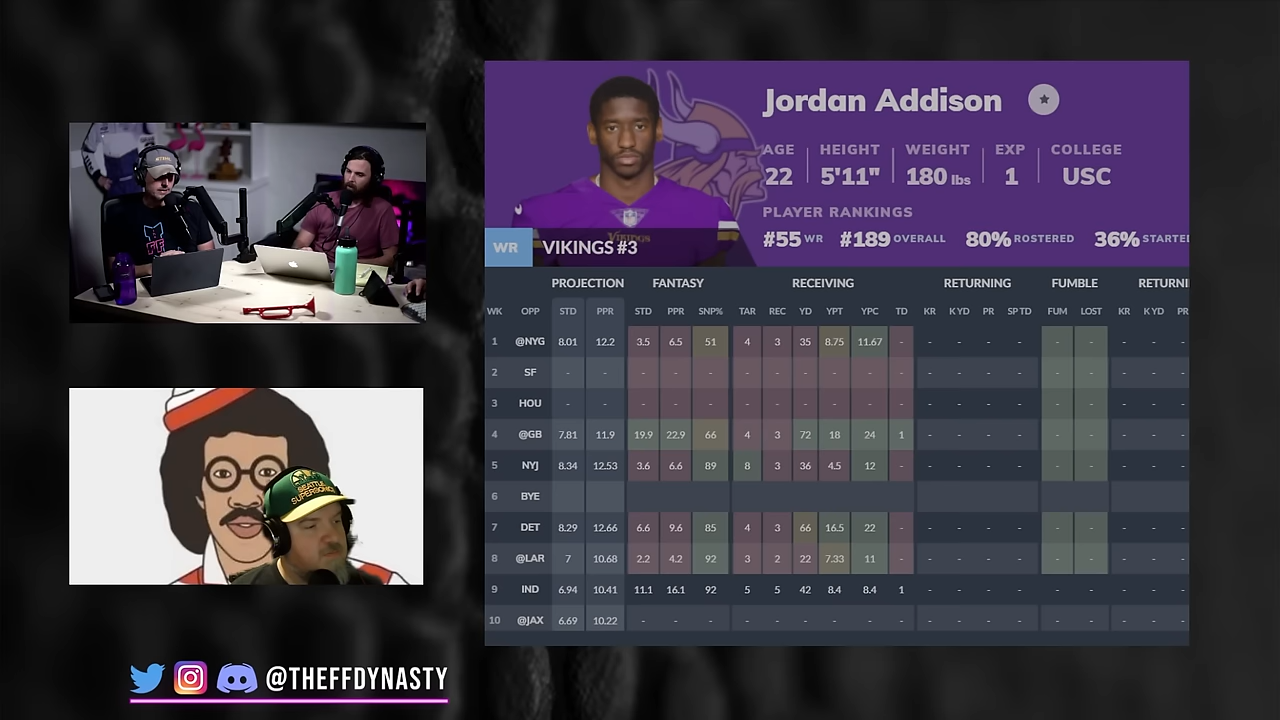 Jordan Addison
AGE HEIGHT WEIGHT EXP COLLEGE
22 5'11" 180 lbs 1 USC
PLAYER RANKINGS
#55 WR #189 OVERALL 80% ROSTERED 36% STARTE
WR VIKINGS #3
VIKINGS
PROJECTION FANTASY RECEIVING RETURNING FUMBLE RETURNI
WK OPP STD PPR STD PPR SNP% TAR REC YD YPT YPC TD KR K YD PR SP TD FUM LOST KR K YD PR
1 @NYG 8.01 12.2 3.5 6.5 51 4 3 35 8.75 11.67 - - - - - - - - - -
2 SF - - - - - - - - - - - - - - - - - - - -
3 HOU - - - - - - - - - - - - - - - - - - - -
4 @GB 7.81 11.9 19.9 22.9 66 4 3 72 18 24 1 - - - - - - - - -
5 NYJ 8.34 12.53 3.6 6.6 89 8 3 36 4.5 12 - - - - - - - - - -
6 BYE
7 DET 8.29 12.66 6.6 9.6 85 4 3 66 16.5 22 - - - - - - - - - -
8 @LAR 7 10.68 2.2 4.2 92 3 2 22 7.33 11 - - - - - - - - - -
9 IND 6.94 10.41 11.1 16.1 92 5 5 42 8.4 8.4 1 - - - - - - - - -
10 @JAX 6.69 10.22 - - - - - - - - - - - - - - - - - -
SEATTLE
SUPERSONICS
@THEFFDYNASTY